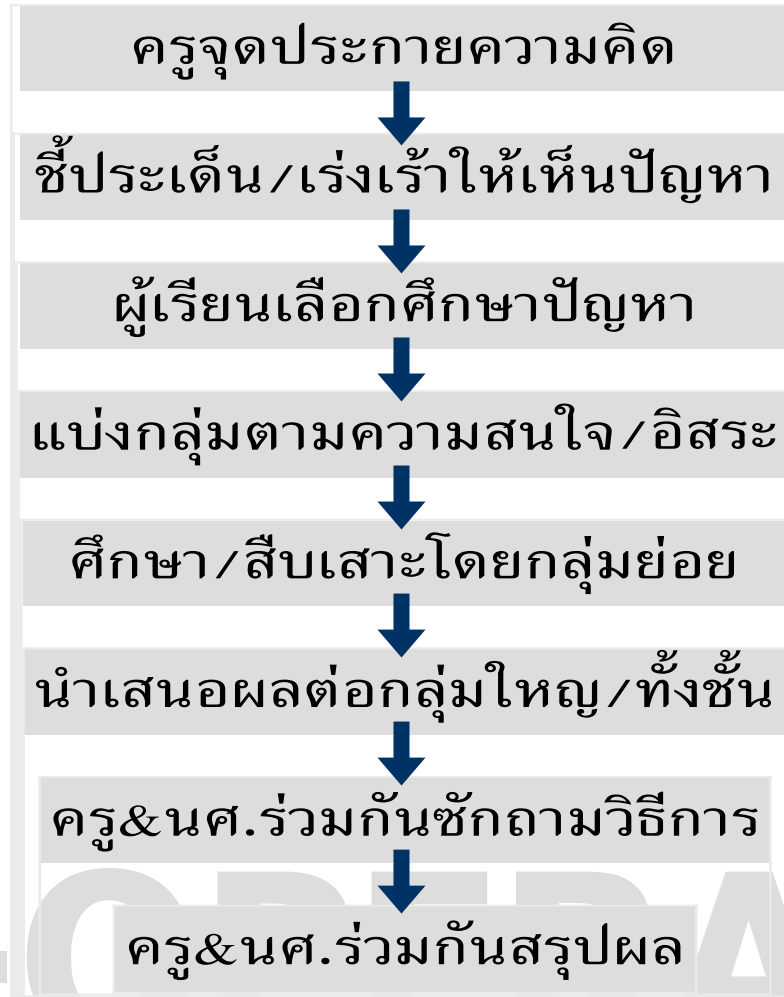 ครูจุดประกายความคิด
ชี้ประเด็น/เร่งเร้าให้เห็นปัญหา
ผู้เรียนเลือกศึกษาปัญหา
แบ่งกลุ่มตามความสนใจ/อิสระ
ศึกษา/สืบเสาะโดยกลุ่มย่อย
นำเสนอผลต่อกลุ่มใหญ่/ทั้งชั้น
ครู&นศ.ร่วมกันซักถามวิธีการ
ครู&นศ.ร่วมกันสรุปผล